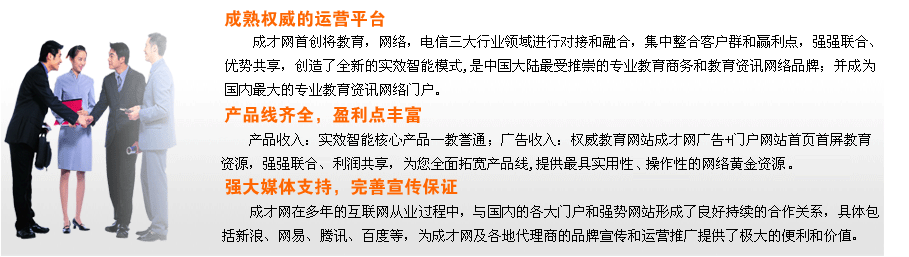 成熟权威的运营平台
成才网首创将教育，网络，电信三大行业领域进行对接和融合，集中整合客户群和赢利点，强强联合、
优势共享，创造了全新的实效智能模式，是中国大陆最受推崇的专业教育商务和教育资讯网络品牌；并成为
国内最大的专业教育资讯网络门户。
产品线齐全，盈利点丰富
产品收入：实效智能核心产品—教誉通；广告收入：权威教育网站成才网广告+门户网站首页首屏教育
资源，强强联合、利润共享，为您全面拓宽产品线，提供最具实用性、操作性的网络黄金资源。
强大媒体支持，完善宣传保证
成才网在多年的互联网从业过程中，与国内的各大门户和强势网站形成了良好持续的合作关系，具体包
括新浪、网易、腾讯、百度等，为成才网及各地代理商的品牌宣传和运营推广提供了极大的便利和价值。